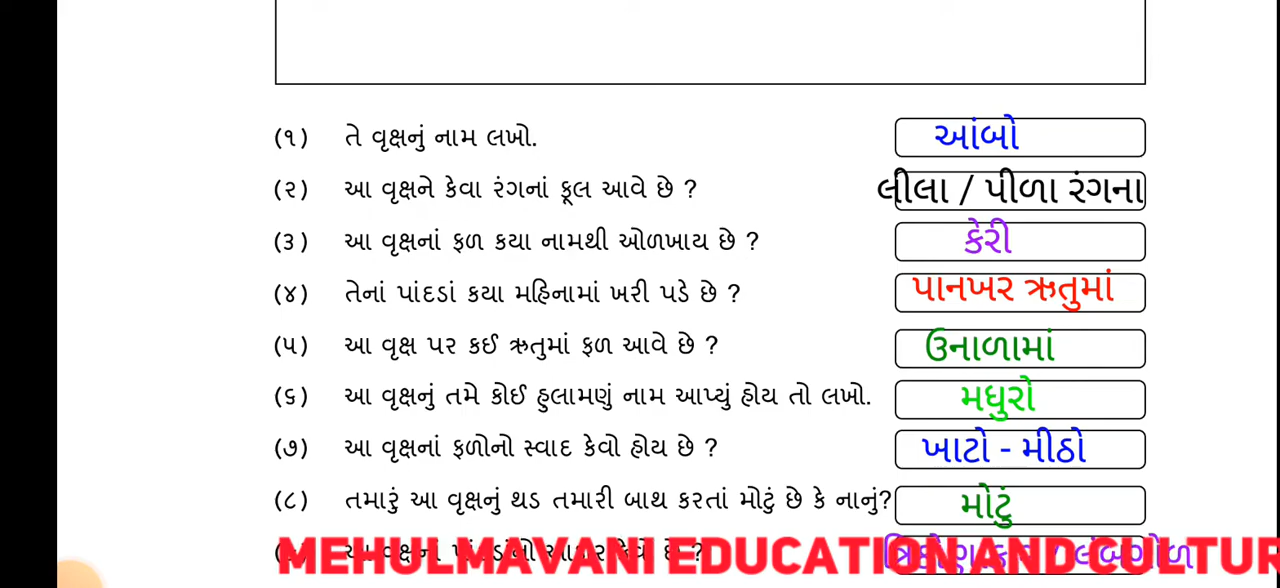 (૧) તે વૃક્ષનું નામ લખો. આંબો
(૨) આ વૃક્ષને કેવા રંગનાં ફૂલ આવે છે ? લીલા / પીળા રંગના
(૩) આ વૃક્ષનાં ફળ કયા નામથી ઓળખાય છે ? કેરી
(૪) તેનાં પાંદડાં કયા મહિનામાં ખરી પડે છે ? પાનખર ઋતુમાં
(૫) આ વૃક્ષ પર કઈ ઋતુમાં ફળ આવે છે ? ઉનાળામાં
(૬) આ વૃક્ષનું તમે કોઈ હુલામણું નામ આપ્યું હોય તો લખો. મધુરો
(૭) આ વૃક્ષનાં ફળોનો સ્વાદ કેવો હોય છે ? ખાટો - મીઠો
(૮) તમારું આ વૃક્ષનું થડ તમારી બાથ કરતાં મોટું છે કે નાનું? મોટું
MEHULMAVANI EDUCATION AND CULTUR